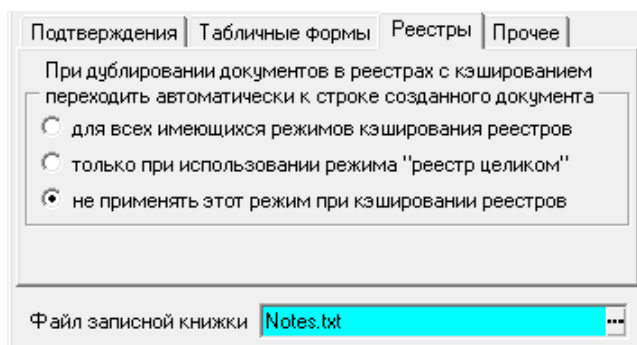 Подтверждения Табличные формы Реестры Прочее
При дублировании документов в реестрах с кэшированием
переходить автоматически к строке созданного документа
для всех имеющихся режимов кэширования реестров
только при использовании режима "реестр целиком"
не применять этот режим при кэшировании реестров
Файл записной книжки Notes.txt ...